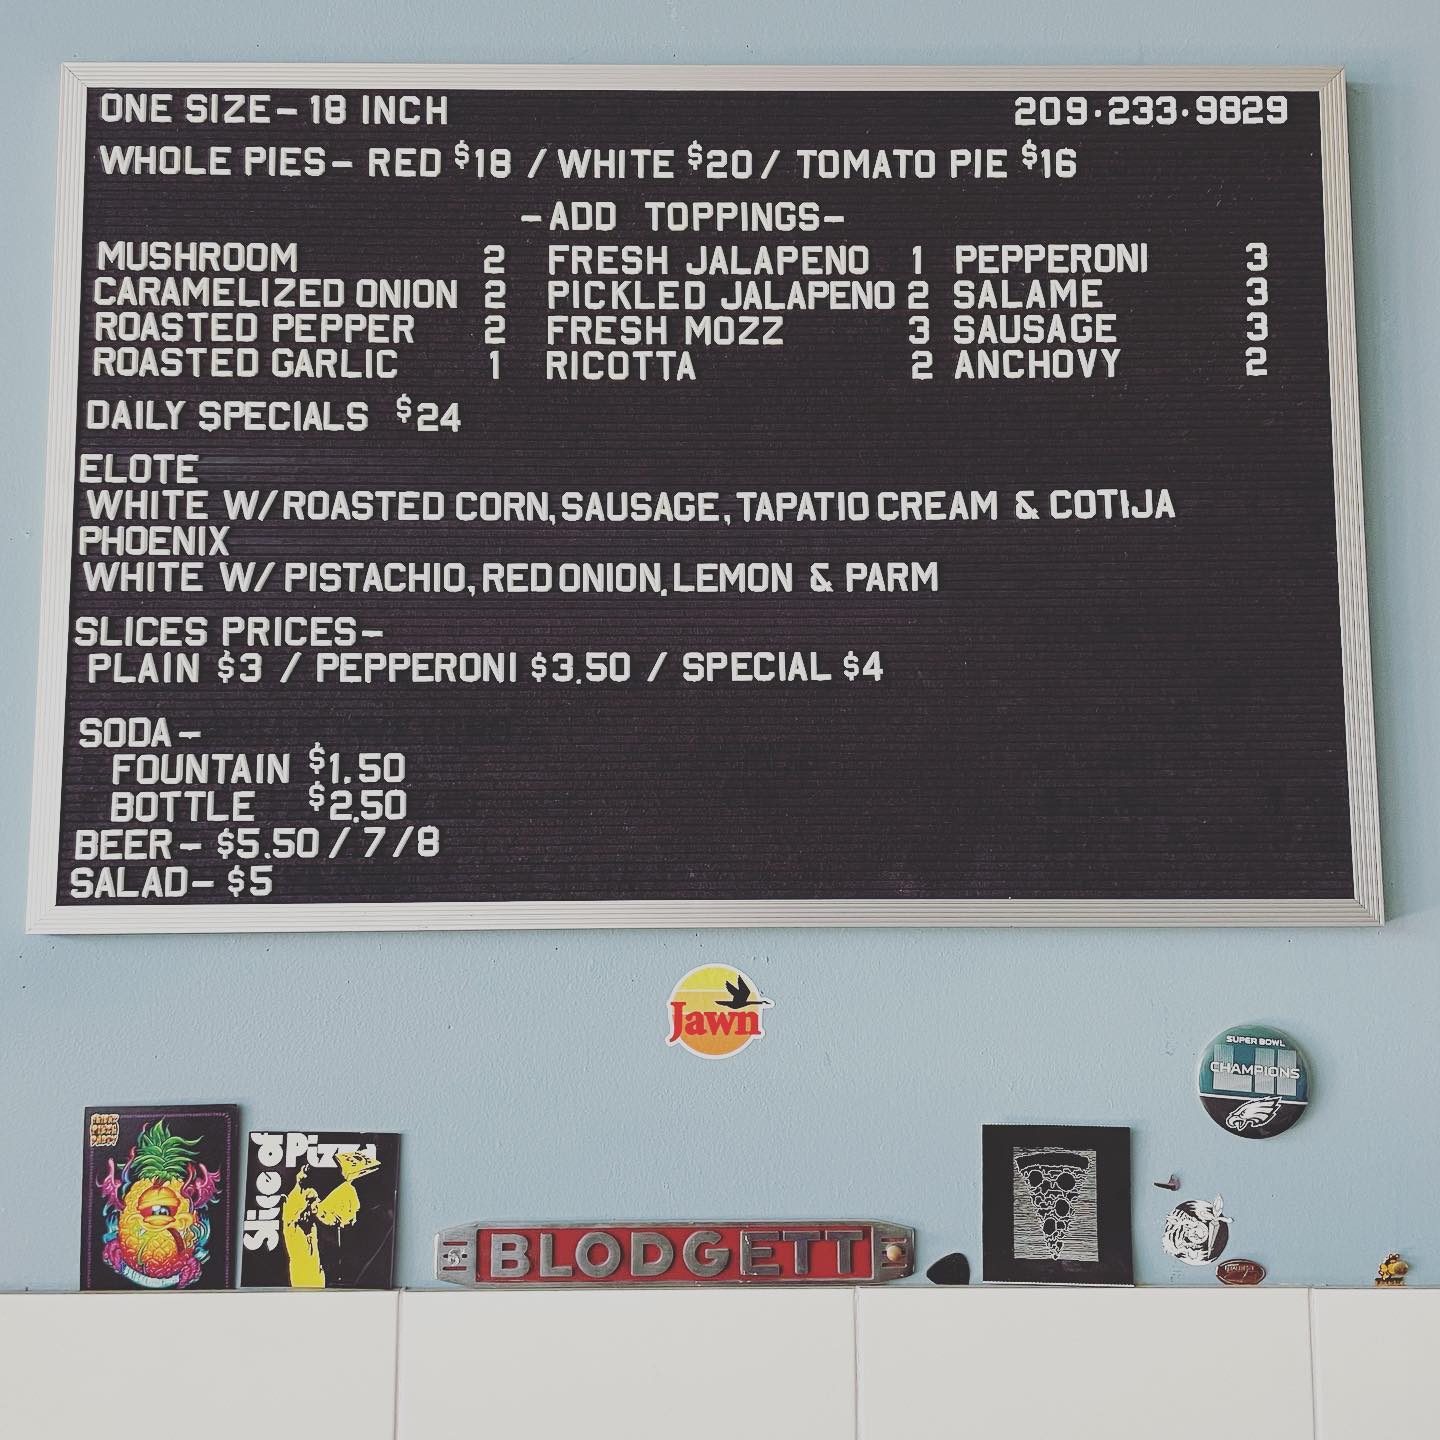 ONE SIZE- 18 INCH 209·233·9829
WHOLE PIES- RED $18 / WHITE $20 / TOMATO PIE $16
-ADD TOPPINGS-
MUSHROOM 2 FRESH JALAPENO 1 PEPPERONI 3
CARAMELIZED ONION 2 PICKLED JALAPENO 2 SALAME 3
ROASTED PEPPER 2 FRESH MOZZ 3 SAUSAGE 3
ROASTED GARLIC 1 RICOTTA 2 ANCHOVY 2
DAILY SPECIALS $24
ELOTE
WHITE W/ROASTED CORN, SAUSAGE, TAPATIO CREAM & COTIJA
PHOENIX
WHITE W/ PISTACHIO, RED ONION, LEMON & PARM
SLICES PRICES-
PLAIN $3 / PEPPERONI $3.50 / SPECIAL $4
SODA-
FOUNTAIN $1.50
BOTTLE $2.50
BEER- $5.50 / 7 / 8
SALAD- $5
Jawn
SUPER BOWL
LII
CHAMPIONS
Slice of Pizza
BLODGETT